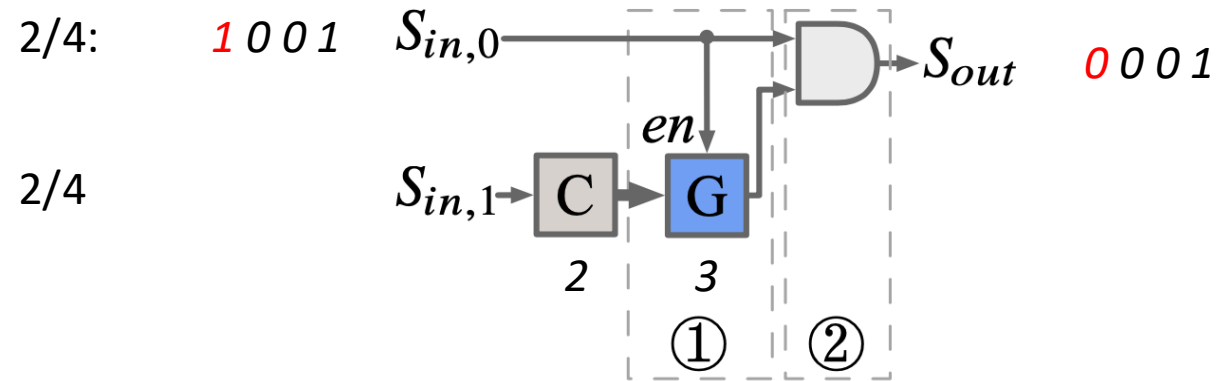 2/4: 1 0 0 1 S_in,0 S_out 0 0 0 1
en
2/4 S_in,1 C G
2 3
① ②